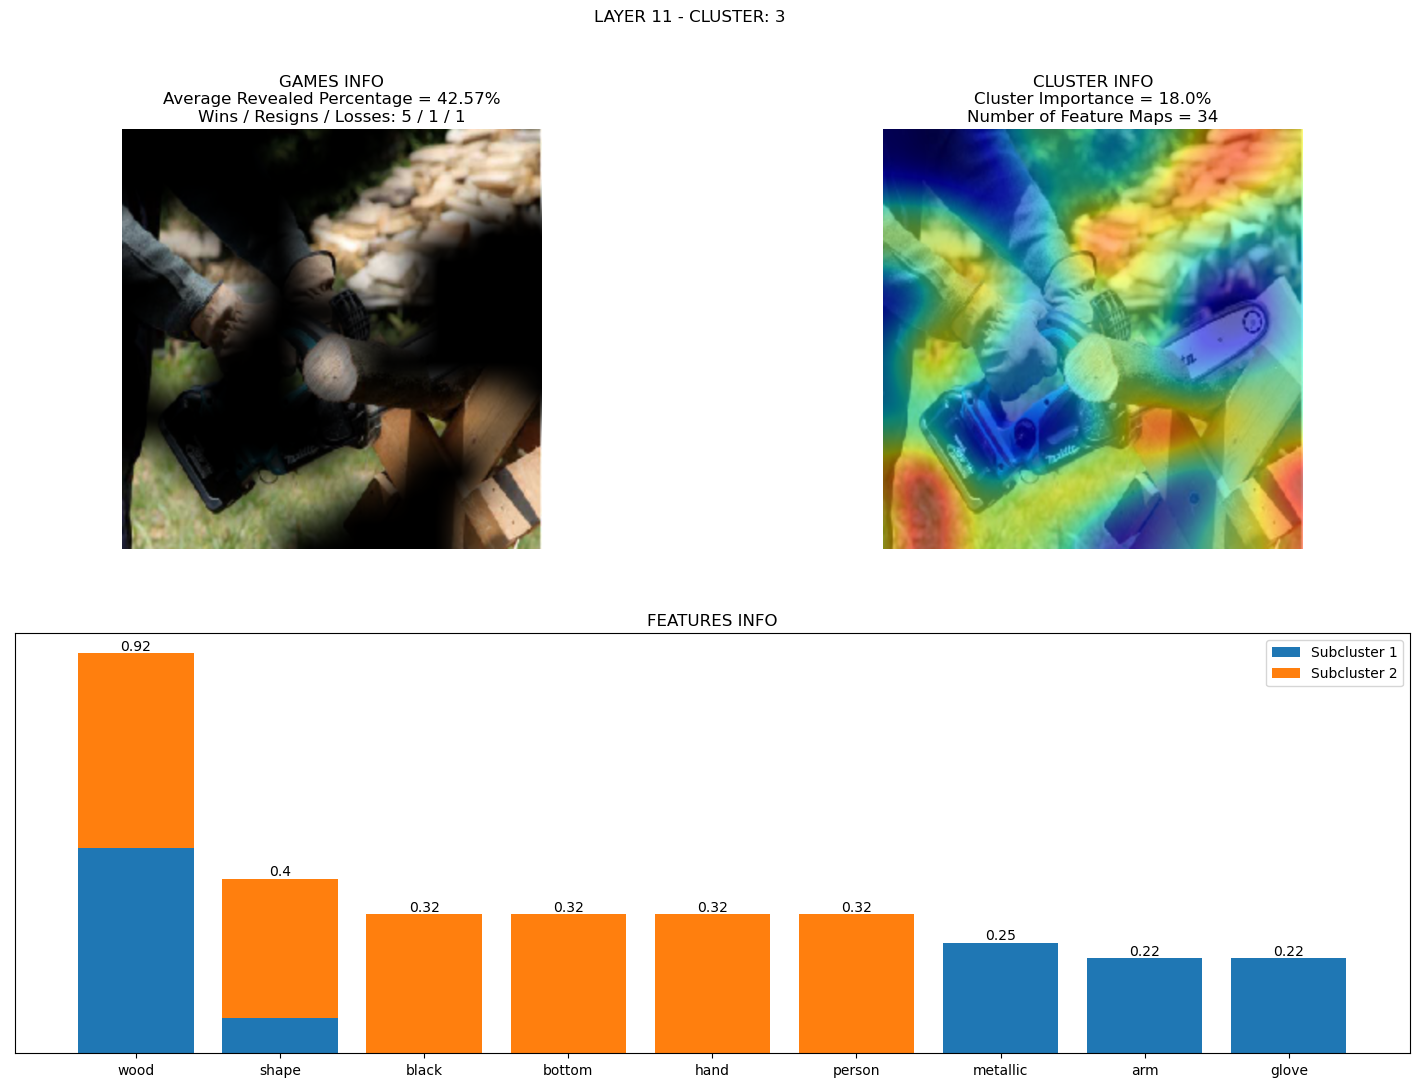 LAYER 11 - CLUSTER: 3
GAMES INFO
Average Revealed Percentage = 42.57%
Wins / Resigns / Losses: 5 / 1 / 1
CLUSTER INFO
Cluster Importance = 18.0%
Number of Feature Maps = 34
FEATURES INFO
Subcluster 1
Subcluster 2
0.92
0.4
0.32
0.32
0.32
0.32
0.25
0.22
0.22
wood
shape
black
bottom
hand
person
metallic
arm
glove